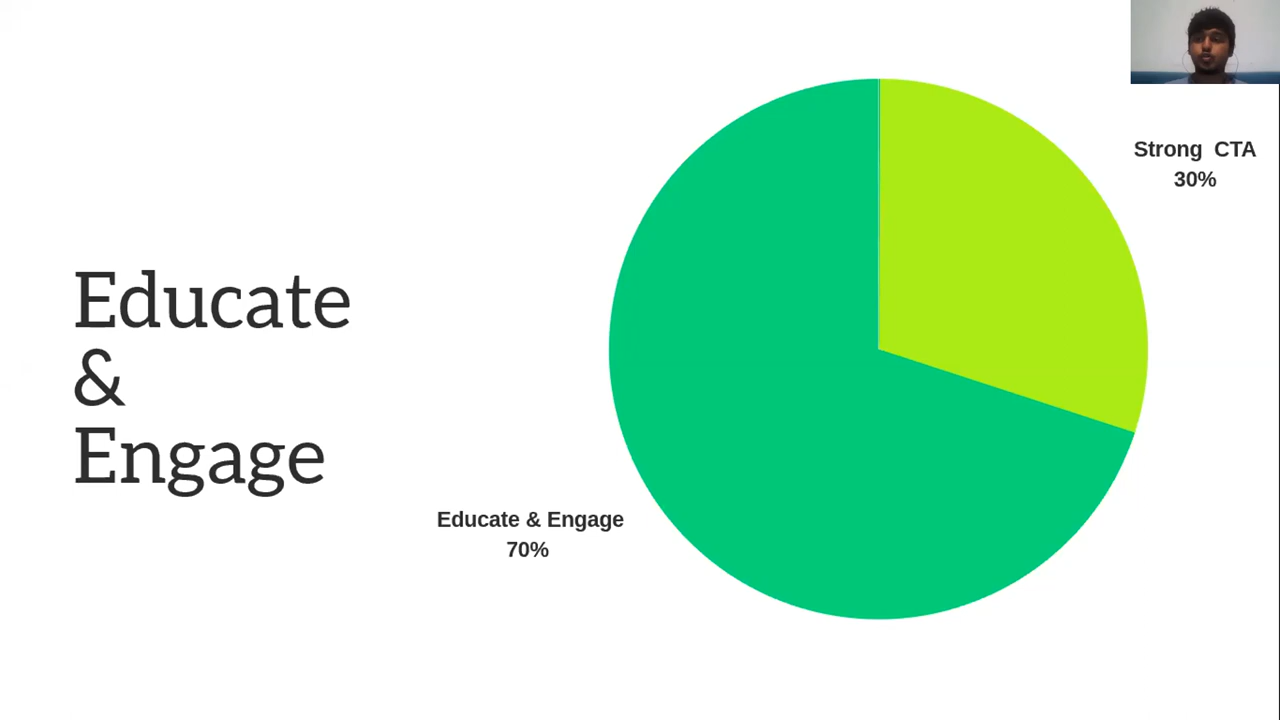 Educate
&
Engage
Strong CTA
30%
Educate & Engage
70%